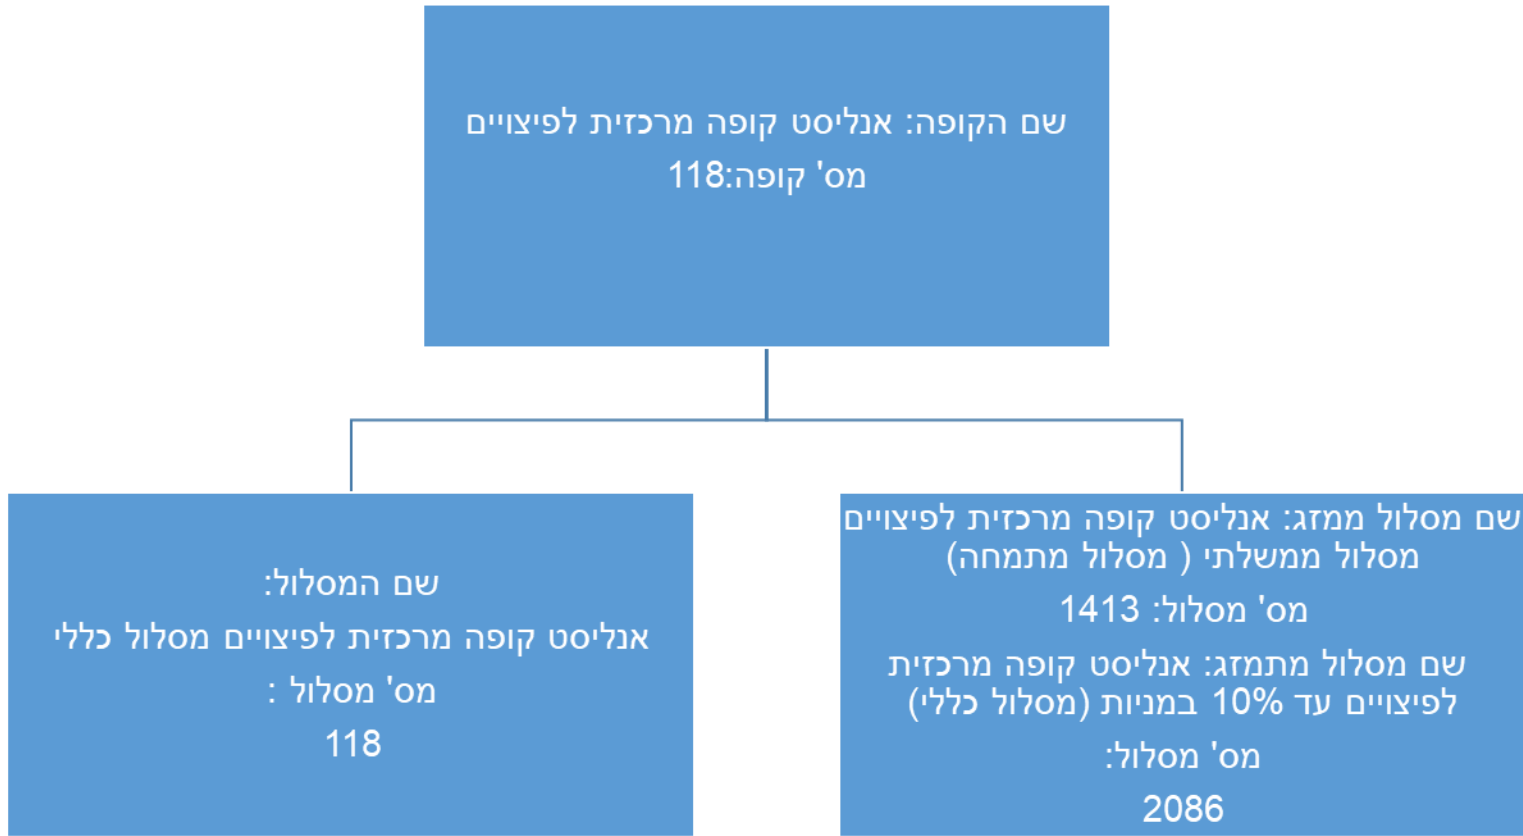 שם הקופה: אנליסט קופה מרכזית לפיצויים
מס' קופה:118
שם מסלול ממזג: אנליסט קופה מרכזית לפיצויים
מסלול ממשלתי ( מסלול מתמחה)
מס' מסלול: 1413
שם מסלול מתמזג: אנליסט קופה מרכזית
לפיצויים עד 10% במניות (מסלול כללי)
מס' מסלול:
2086
שם המסלול:
אנליסט קופה מרכזית לפיצויים מסלול כללי
מס' מסלול :
118